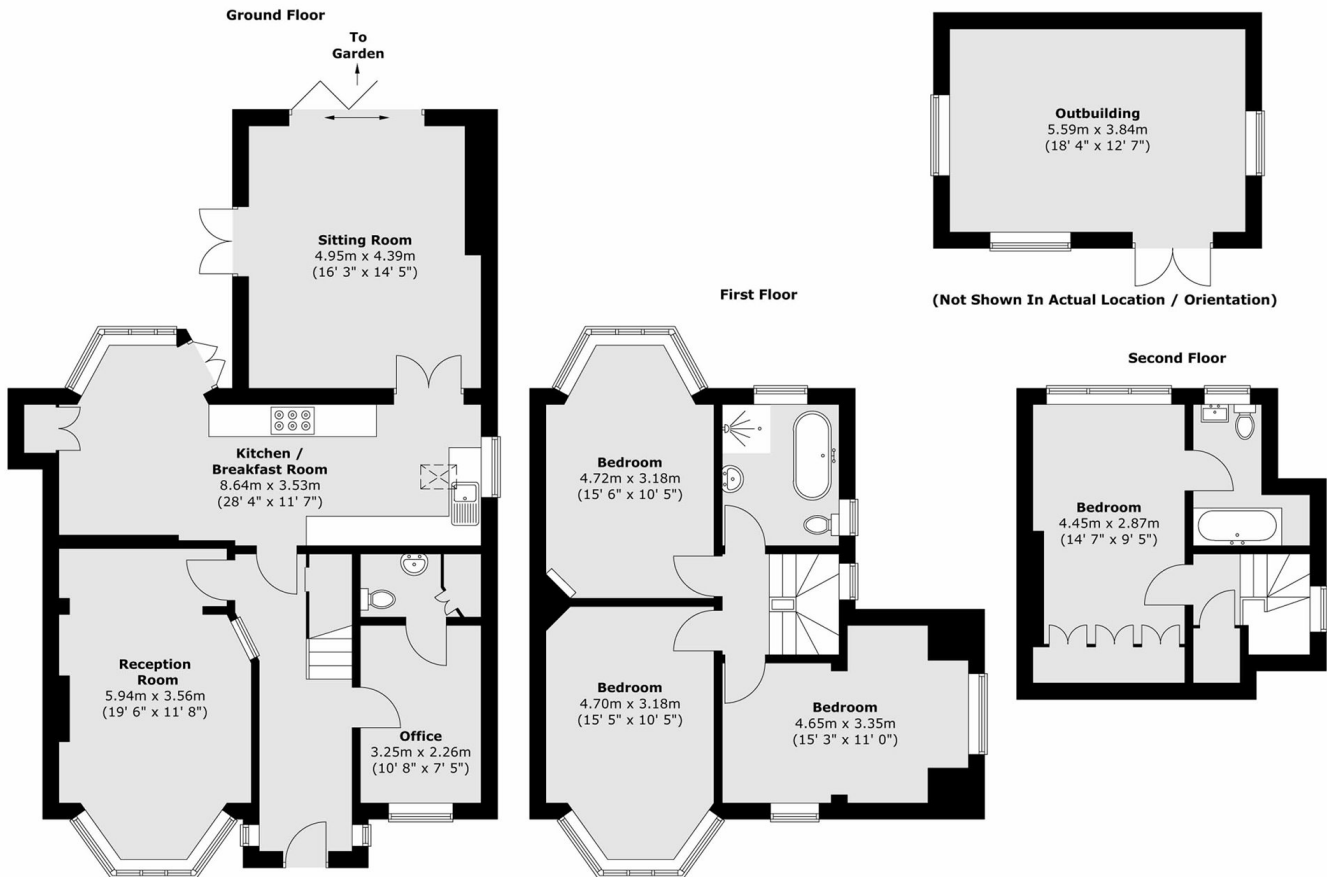 Ground Floor
To
Garden
Sitting Room
4.95m x 4.39m
(16' 3" x 14' 5")
Kitchen /
Breakfast Room
8.64m x 3.53m
(28' 4" x 11' 7")
Reception
Room
5.94m x 3.56m
(19' 6" x 11' 8")
Office
3.25m x 2.26m
(10' 8" x 7' 5")
First Floor
Bedroom
4.72m x 3.18m
(15' 6" x 10' 5")
Bedroom
4.70m x 3.18m
(15' 5" x 10' 5")
Bedroom
4.65m x 3.35m
(15' 3" x 11' 0")
Outbuilding
5.59m x 3.84m
(18' 4" x 12' 7")
(Not Shown In Actual Location / Orientation)
Second Floor
Bedroom
4.45m x 2.87m
(14' 7" x 9' 5")